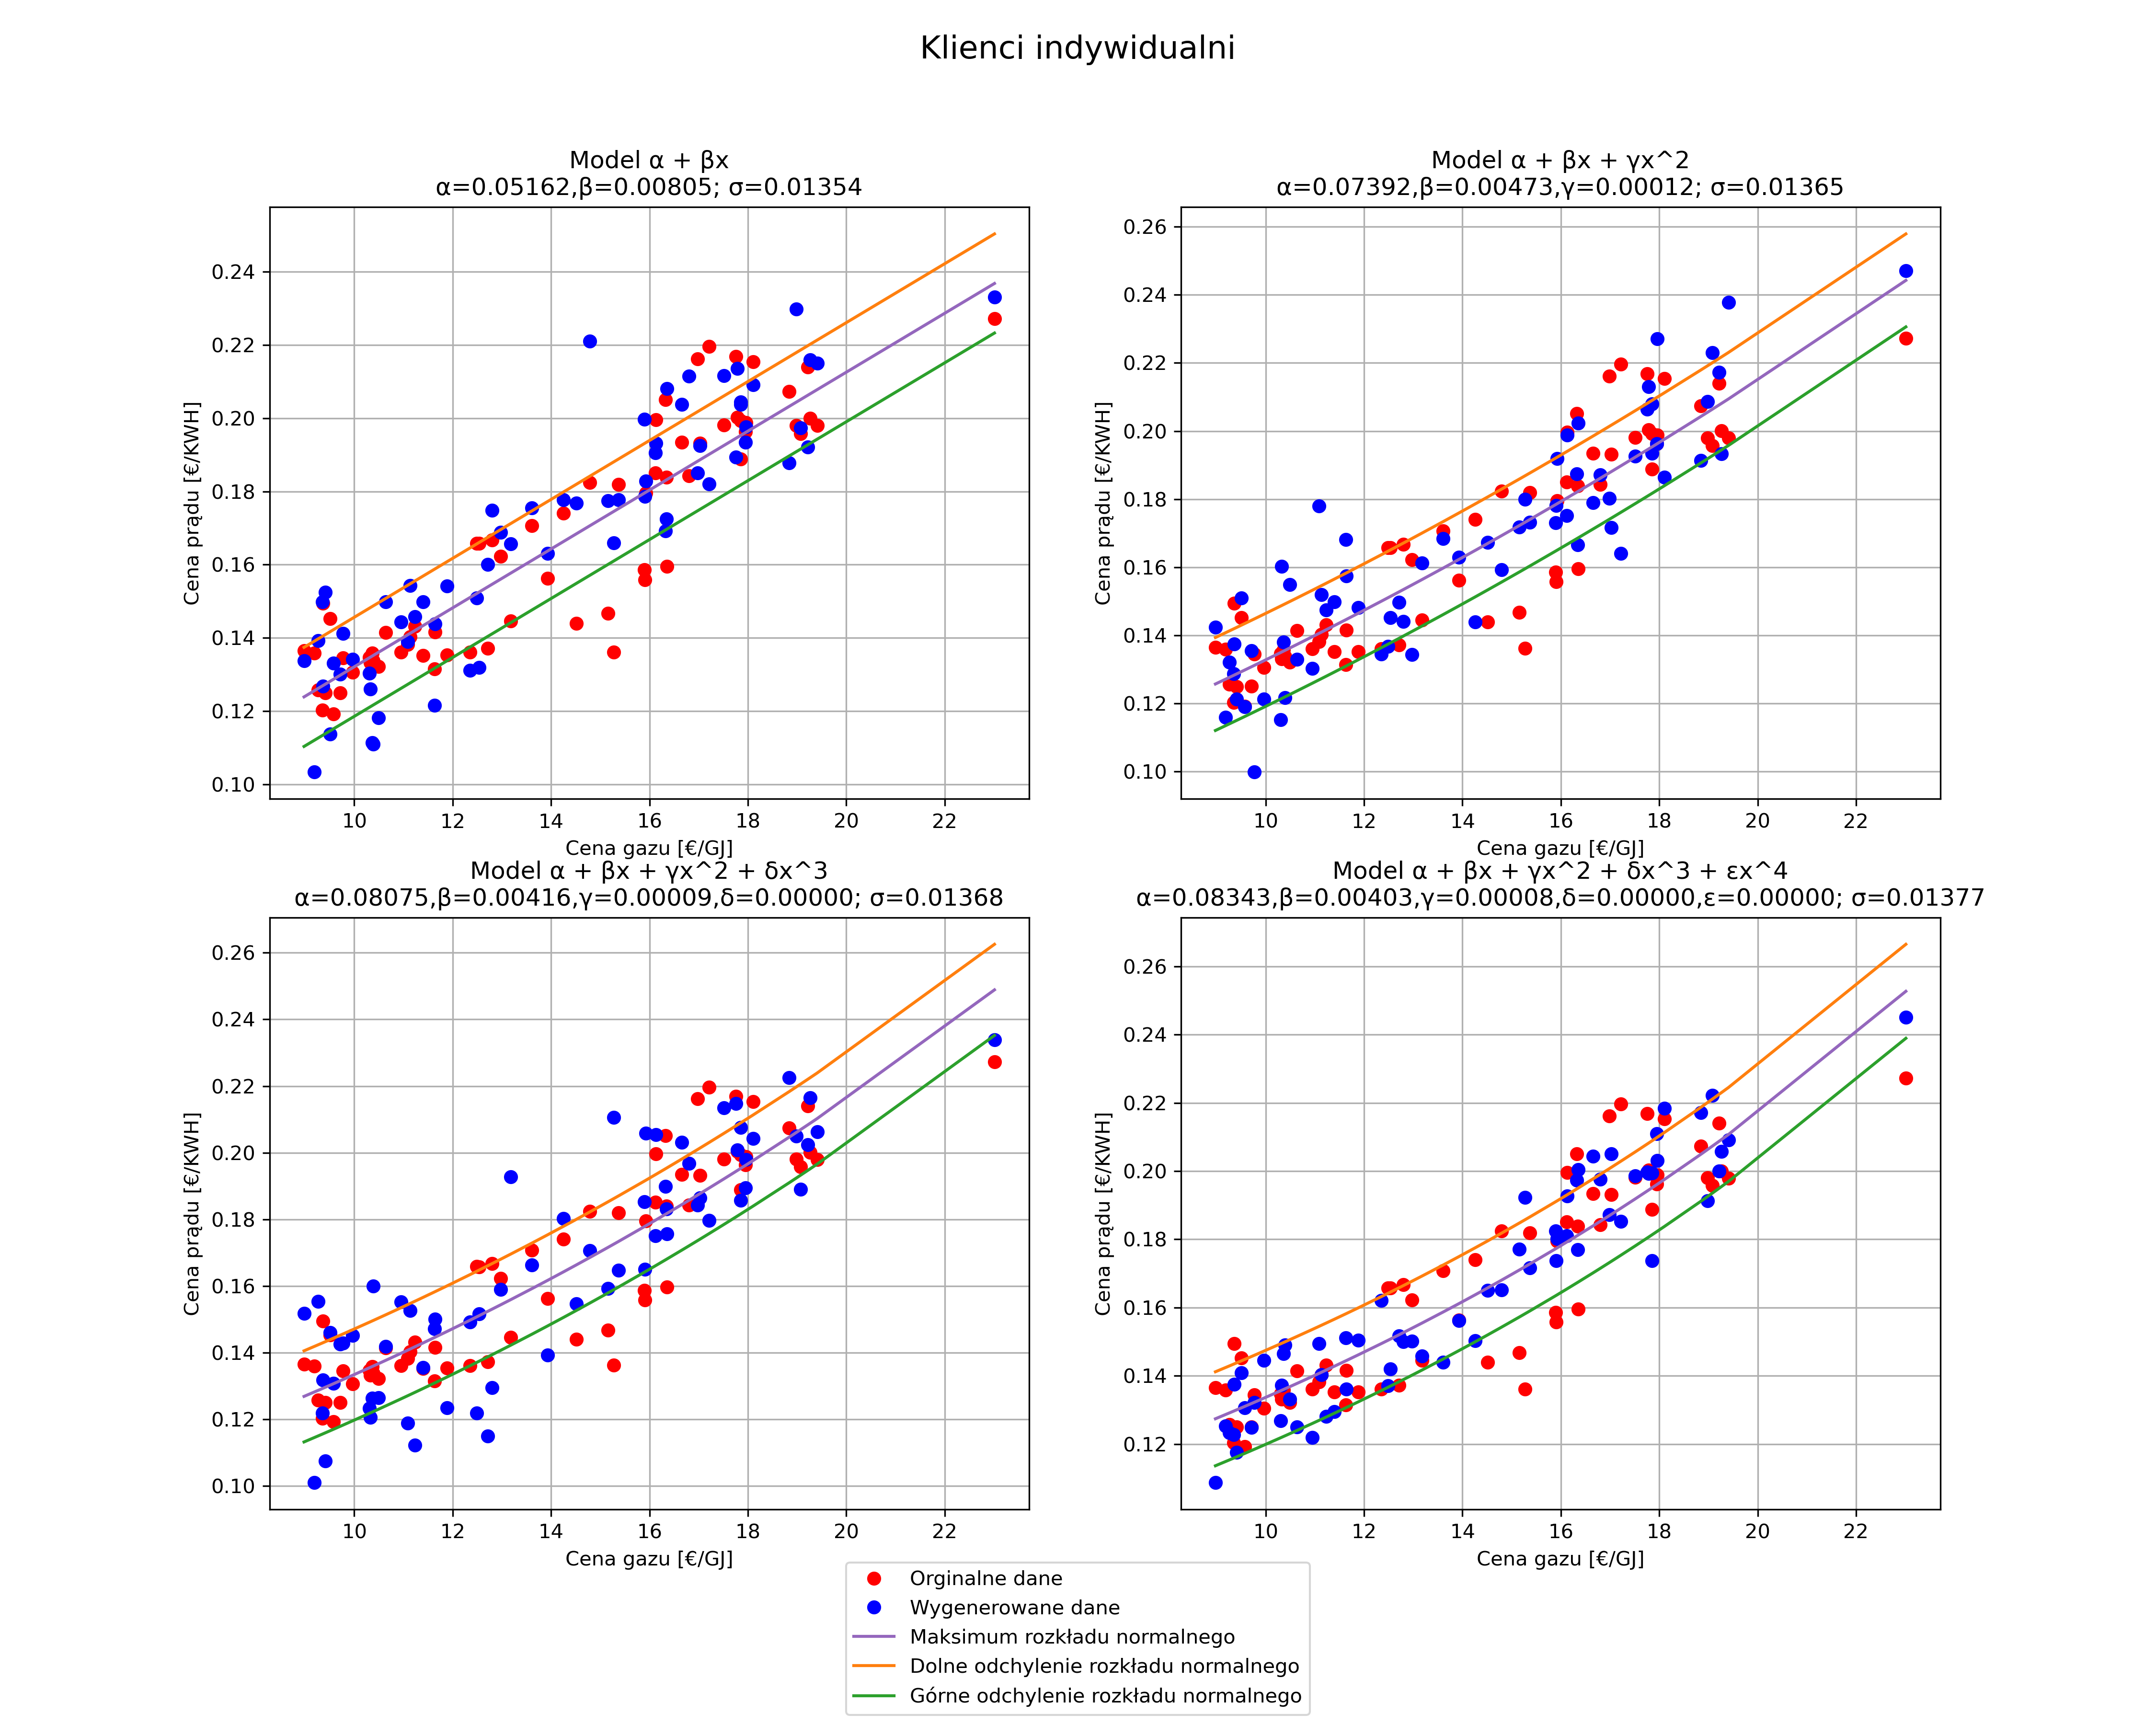 Klienci indywidualni
Model α + βx
α=0.05162,β=0.00805; σ=0.01354
0.24
0.22
0.20
0.18
0.16
0.14
0.12
0.10
Cena prądu [€/KWH]
10 12 14 16 18 20 22
Cena gazu [€/GJ]
Model α + βx + γx^2
α=0.07392,β=0.00473,γ=0.00012; σ=0.01365
0.26
0.24
0.22
0.20
0.18
0.16
0.14
0.12
0.10
Cena prądu [€/KWH]
10 12 14 16 18 20 22
Cena gazu [€/GJ]
Model α + βx + γx^2 + δx^3
α=0.08075,β=0.00416,γ=0.00009,δ=0.00000; σ=0.01368
0.26
0.24
0.22
0.20
0.18
0.16
0.14
0.12
0.10
Cena prądu [€/KWH]
10 12 14 16 18 20 22
Cena gazu [€/GJ]
Model α + βx + γx^2 + δx^3 + εx^4
α=0.08343,β=0.00403,γ=0.00008,δ=0.00000,ε=0.00000; σ=0.01377
0.26
0.24
0.22
0.20
0.18
0.16
0.14
0.12
Cena prądu [€/KWH]
10 12 14 16 18 20 22
Cena gazu [€/GJ]
Orginalne dane
Wygenerowane dane
Maksimum rozkładu normalnego
Dolne odchylenie rozkładu normalnego
Górne odchylenie rozkładu normalnego